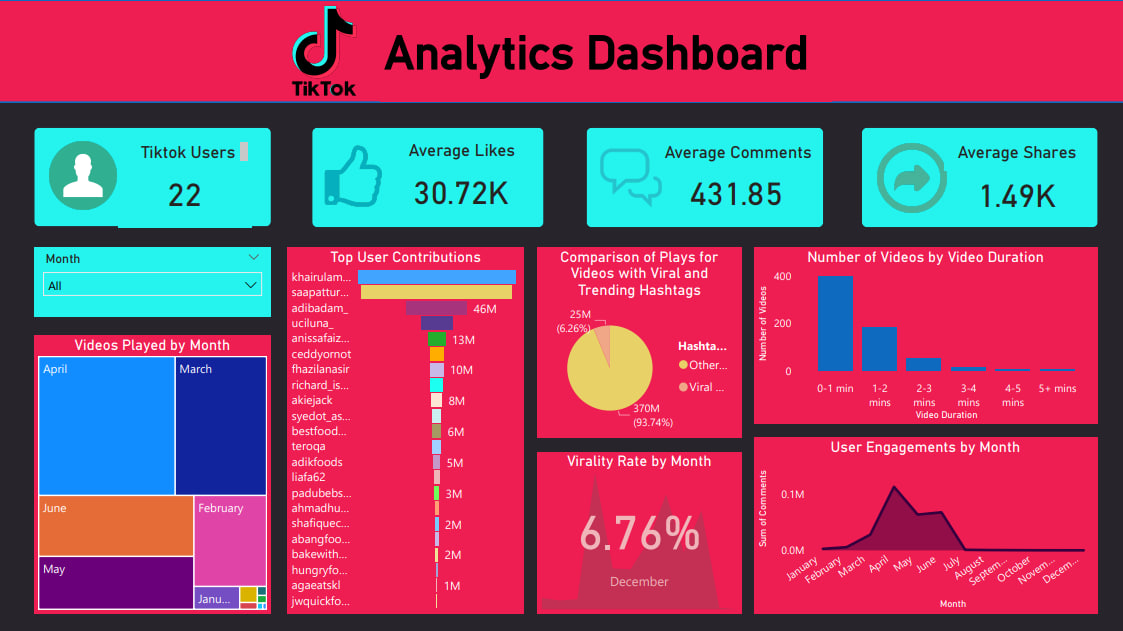 TikTok
Analytics Dashboard
Tiktok Users
22
Average Likes
30.72K
Average Comments
431.85
Average Shares
1.49K
Month
All
Videos Played by Month
April
March
June
February
May
Janu...
Top User Contributions
khairulam...
saapattur...
adibadam_
46M
uciluna_
anissafaiz...
13M
ceddyornot
fhazilanasir
10M
richard_is...
akiejack
8M
syedot_as...
bestfood...
6M
teroqa
adikfoods
5M
liafa62
padubebs...
3M
ahmadhu...
shafiquec...
2M
abangfoo...
bakewith...
2M
hungryfo...
agaeatskl
1M
jwquickfo...
Comparison of Plays for
Videos with Viral and
Trending Hashtags
25M
(6.26%)
370M
(93.74%)
Hashta...
Other...
Viral ...
Virality Rate by Month
6.76%
December
Number of Videos by Video Duration
Number of Videos
400
200
0
0-1 min
1-2
mins
2-3
mins
3-4
mins
4-5
mins
5+ mins
Video Duration
User Engagements by Month
Sum of Comments
0.1M
0.0M
January
February
March
April
May
June
July
August
Septem...
October
Novem...
Decem...
Month